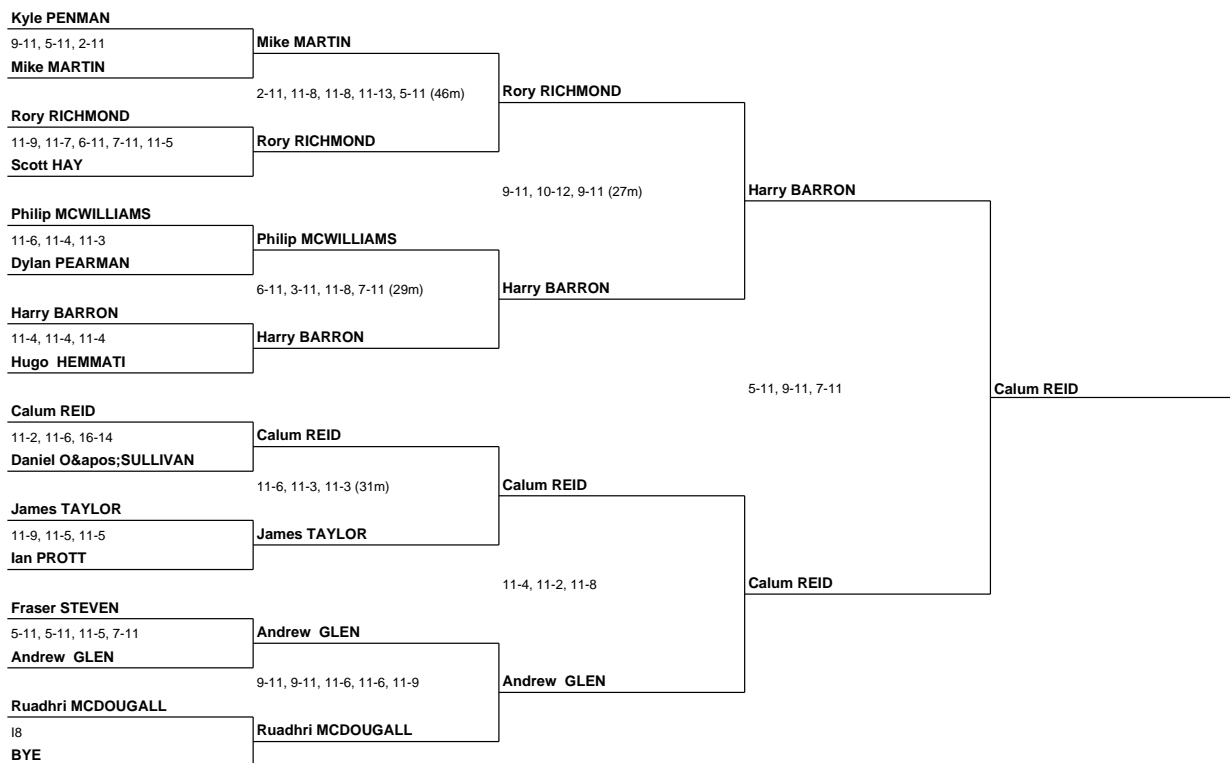 Kyle PENMAN
9-11, 5-11, 2-11
Mike MARTIN
Rory RICHMOND
11-9, 11-7, 6-11, 7-11, 11-5
Scott HAY
Philip MCWILLIAMS
11-6, 11-4, 11-3
Dylan PEARMAN
Harry BARRON
11-4, 11-4, 11-4
Hugo  HEMMATI
Calum REID
11-2, 11-6, 16-14
Daniel O&apos;SULLIVAN
James TAYLOR
11-9, 11-5, 11-5
Ian PROTT
Fraser STEVEN
5-11, 5-11, 11-5, 7-11
Andrew  GLEN
Ruadhri MCDOUGALL
I8
BYE
Mike MARTIN
2-11, 11-8, 11-8, 11-13, 5-11 (46m)
Rory RICHMOND
Philip MCWILLIAMS
6-11, 3-11, 11-8, 7-11 (29m)
Harry BARRON
Calum REID
11-6, 11-3, 11-3 (31m)
James TAYLOR
Andrew  GLEN
9-11, 9-11, 11-6, 11-6, 11-9
Ruadhri MCDOUGALL
Rory RICHMOND
9-11, 10-12, 9-11 (27m)
Harry BARRON
Calum REID
11-4, 11-2, 11-8
Andrew  GLEN
Harry BARRON
5-11, 9-11, 7-11
Calum REID
Calum REID